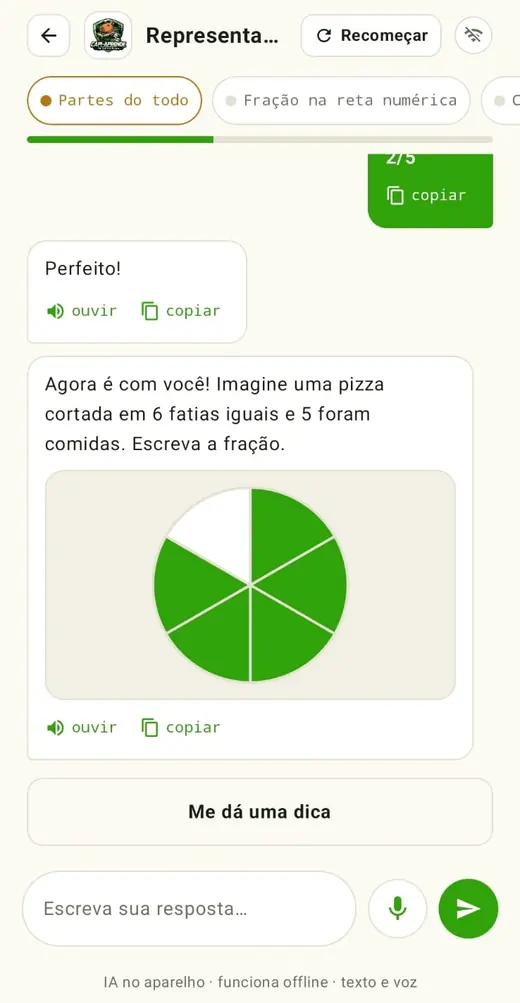 Representa...
Recomeçar
Partes do todo
Fração na reta numérica
2/5
copiar
Perfeito!
ouvir
copiar
Agora é com você! Imagine uma pizza
cortada em 6 fatias iguais e 5 foram
comidas. Escreva a fração.
ouvir
copiar
Me dá uma dica
Escreva sua resposta...
IA no aparelho · funciona offline · texto e voz